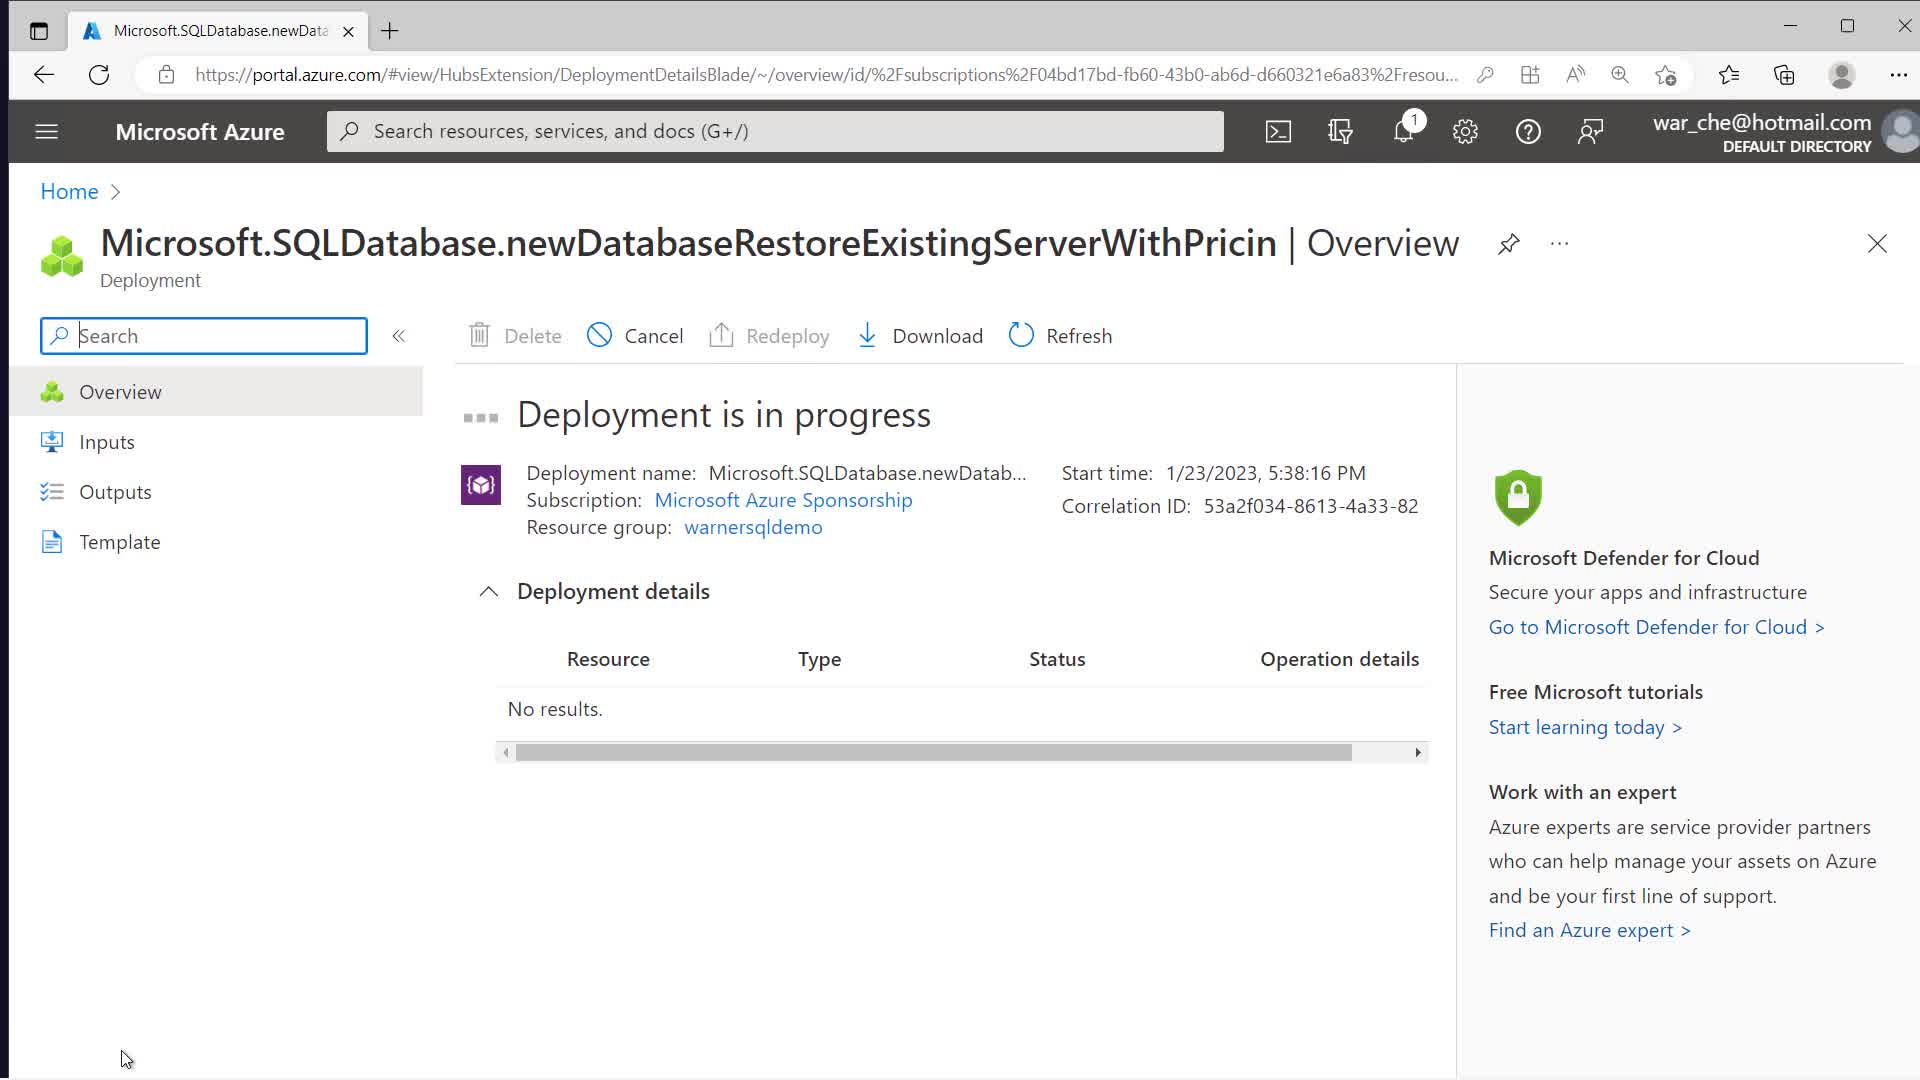 Microsoft.SQLDatabase.newData
https://portal.azure.com/#view/HubsExtension/DeploymentDetailsBlade/~/overview/id/%2Fsubscriptions%2F04bd17bd-fb60-43b0-ab6d-d660321e6a83%2Fresou...
Microsoft Azure
Search resources, services, and docs (G+/)
1
war_che@hotmail.com
DEFAULT DIRECTORY
Home
Microsoft.SQLDatabase.newDatabaseRestoreExistingServerWithPricin | Overview
Deployment
Search
Delete
Cancel
Redeploy
Download
Refresh
Overview
Inputs
Outputs
Template
Deployment is in progress
Deployment name: Microsoft.SQLDatabase.newDatab...
Subscription: Microsoft Azure Sponsorship
Resource group: warnersqldemo
Start time: 1/23/2023, 5:38:16 PM
Correlation ID: 53a2f034-8613-4a33-82
Deployment details
Resource Type Status Operation details
No results.
Microsoft Defender for Cloud
Secure your apps and infrastructure
Go to Microsoft Defender for Cloud >
Free Microsoft tutorials
Start learning today >
Work with an expert
Azure experts are service provider partners
who can help manage your assets on Azure
and be your first line of support.
Find an Azure expert >